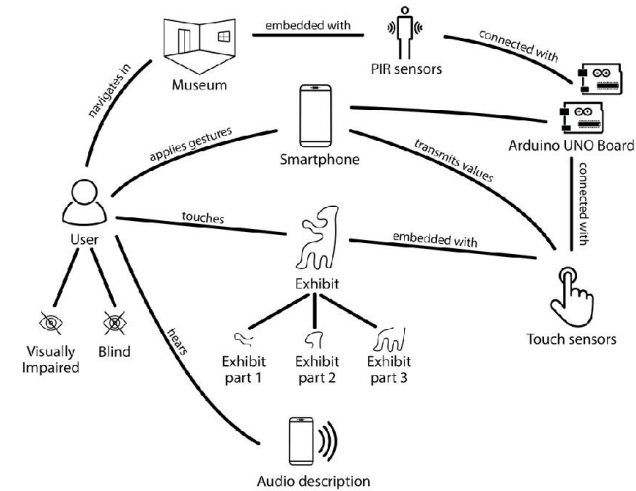 embedded with
Museum
PIR sensors
connected with
navigates in
applies gestures
Smartphone
transmits values
Arduino UNO Board
connected with
User
touches
embedded with
Exhibit
Touch sensors
Visually
Impaired
Blind
hears
Exhibit
part 1
Exhibit
part 2
Exhibit
part 3
Audio description